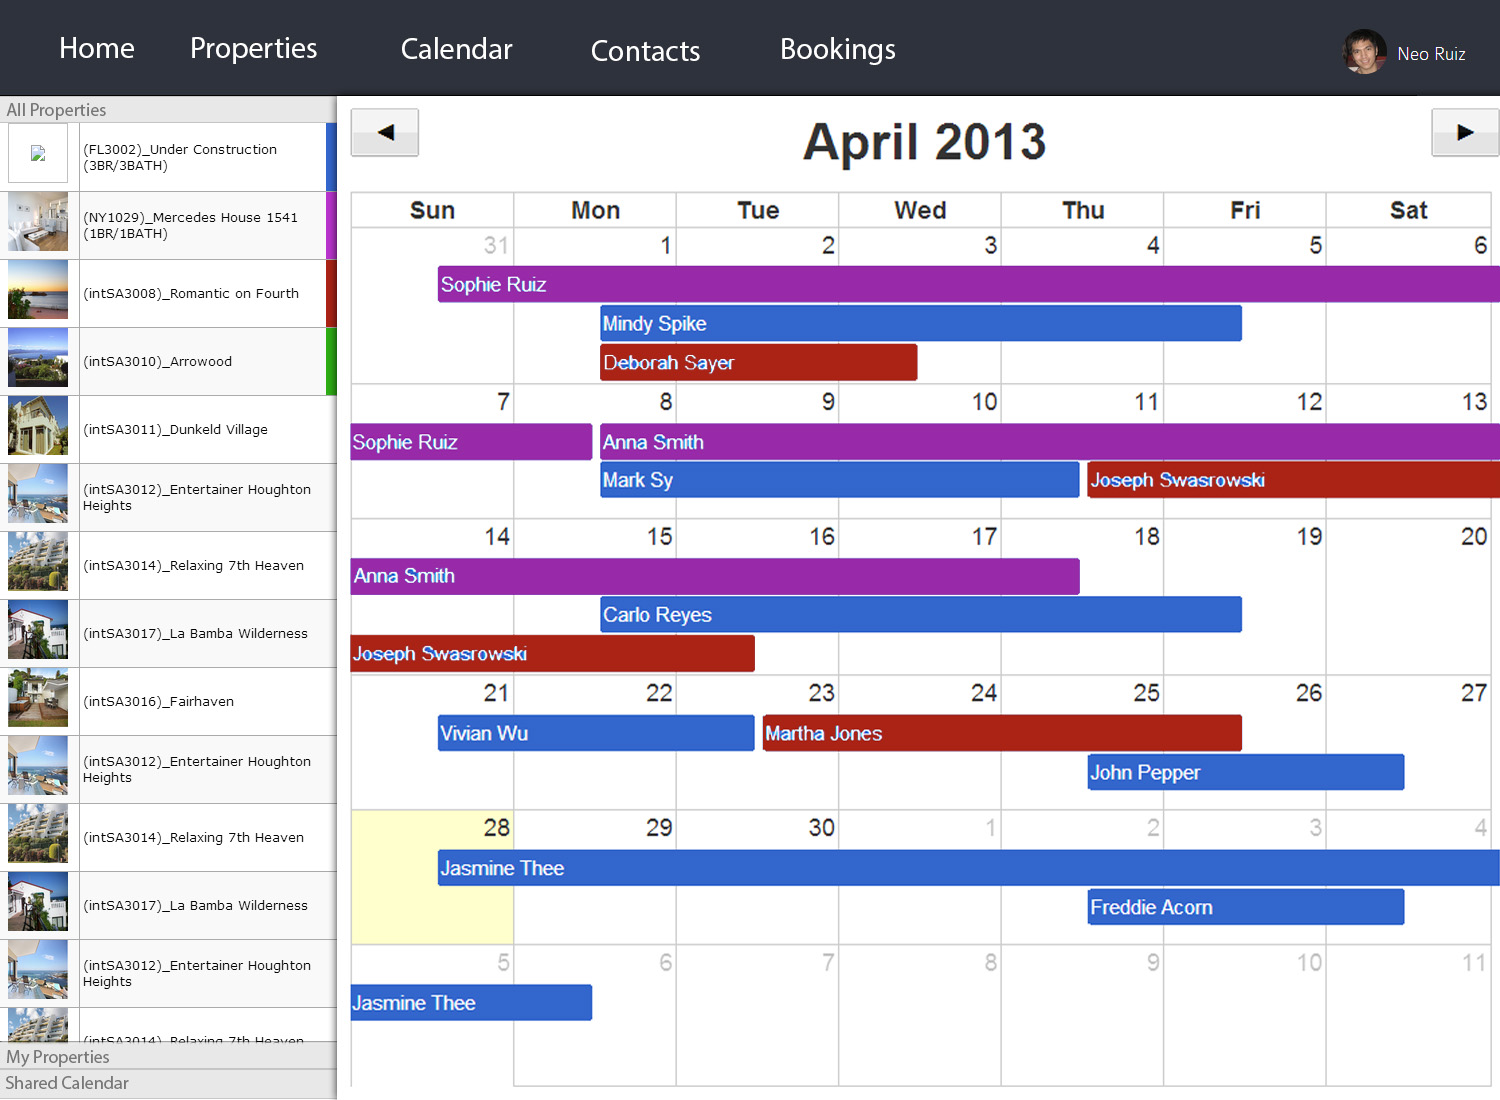 Home Properties Calendar Contacts Bookings Neo Ruiz
All Properties
(FL3002)_Under Construction
(3BR/3BATH)
(NY1029)_Mercedes House 1541
(1BR/1BATH)
(intSA3008)_Romantic on Fourth
(intSA3010)_Arrowood
(intSA3011)_Dunkeld Village
(intSA3012)_Entertainer Houghton
Heights
(intSA3014)_Relaxing 7th Heaven
(intSA3017)_La Bamba Wilderness
(intSA3016)_Fairhaven
(intSA3012)_Entertainer Houghton
Heights
(intSA3014)_Relaxing 7th Heaven
(intSA3017)_La Bamba Wilderness
(intSA3012)_Entertainer Houghton
Heights
(intSA3014)_Relaxing 7th Heaven
My Properties
Shared Calendar
April 2013
Sun Mon Tue Wed Thu Fri Sat
31 1 2 3 4 5 6
Sophie Ruiz
Mindy Spike
Deborah Sayer
7 8 9 10 11 12 13
Sophie Ruiz Anna Smith
Mark Sy Joseph Swasrowski
14 15 16 17 18 19 20
Anna Smith
Carlo Reyes
Joseph Swasrowski
21 22 23 24 25 26 27
Vivian Wu Martha Jones
John Pepper
28 29 30 1 2 3 4
Jasmine Thee
Freddie Acorn
5 6 7 8 9 10 11
Jasmine Thee